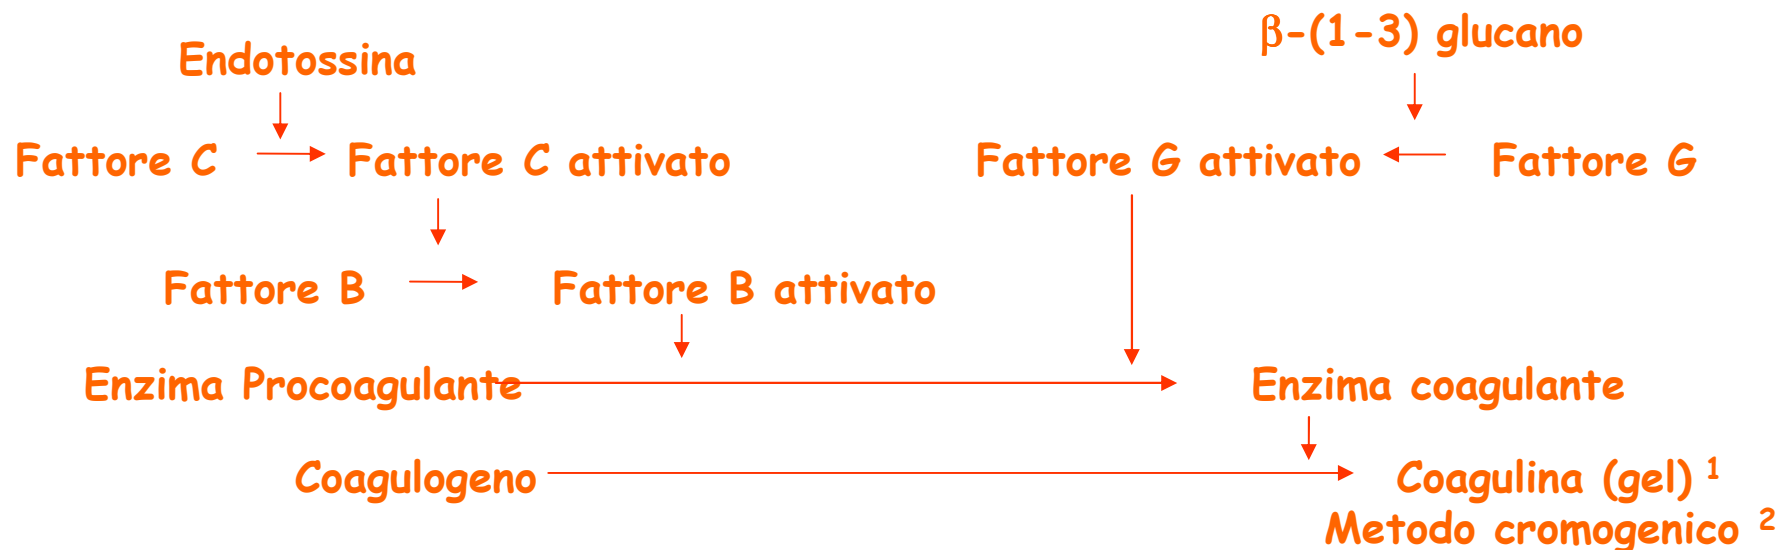 β-(1-3) glucano
Endotossina
Fattore C Fattore C attivato Fattore G attivato Fattore G
Fattore B Fattore B attivato
Enzima Procoagulante Enzima coagulante
Coagulogeno Coagulina (gel) 1
Metodo cromogenico 2